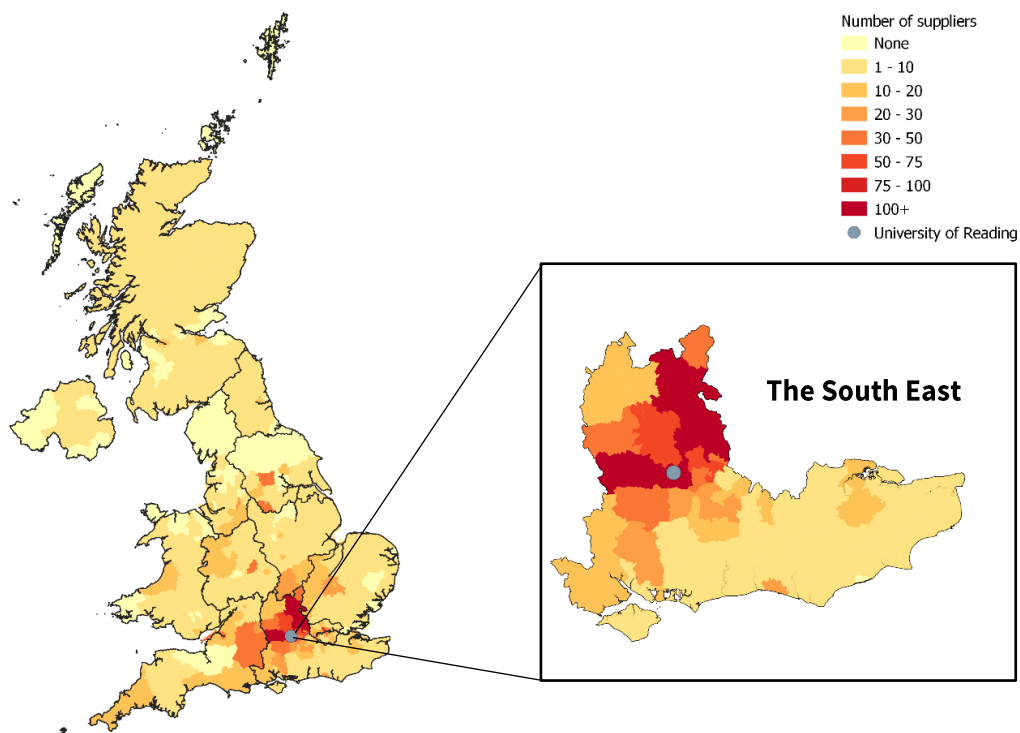 Number of suppliers
None
1 - 10
10 - 20
20 - 30
30 - 50
50 - 75
75 - 100
100+
University of Reading
The South East